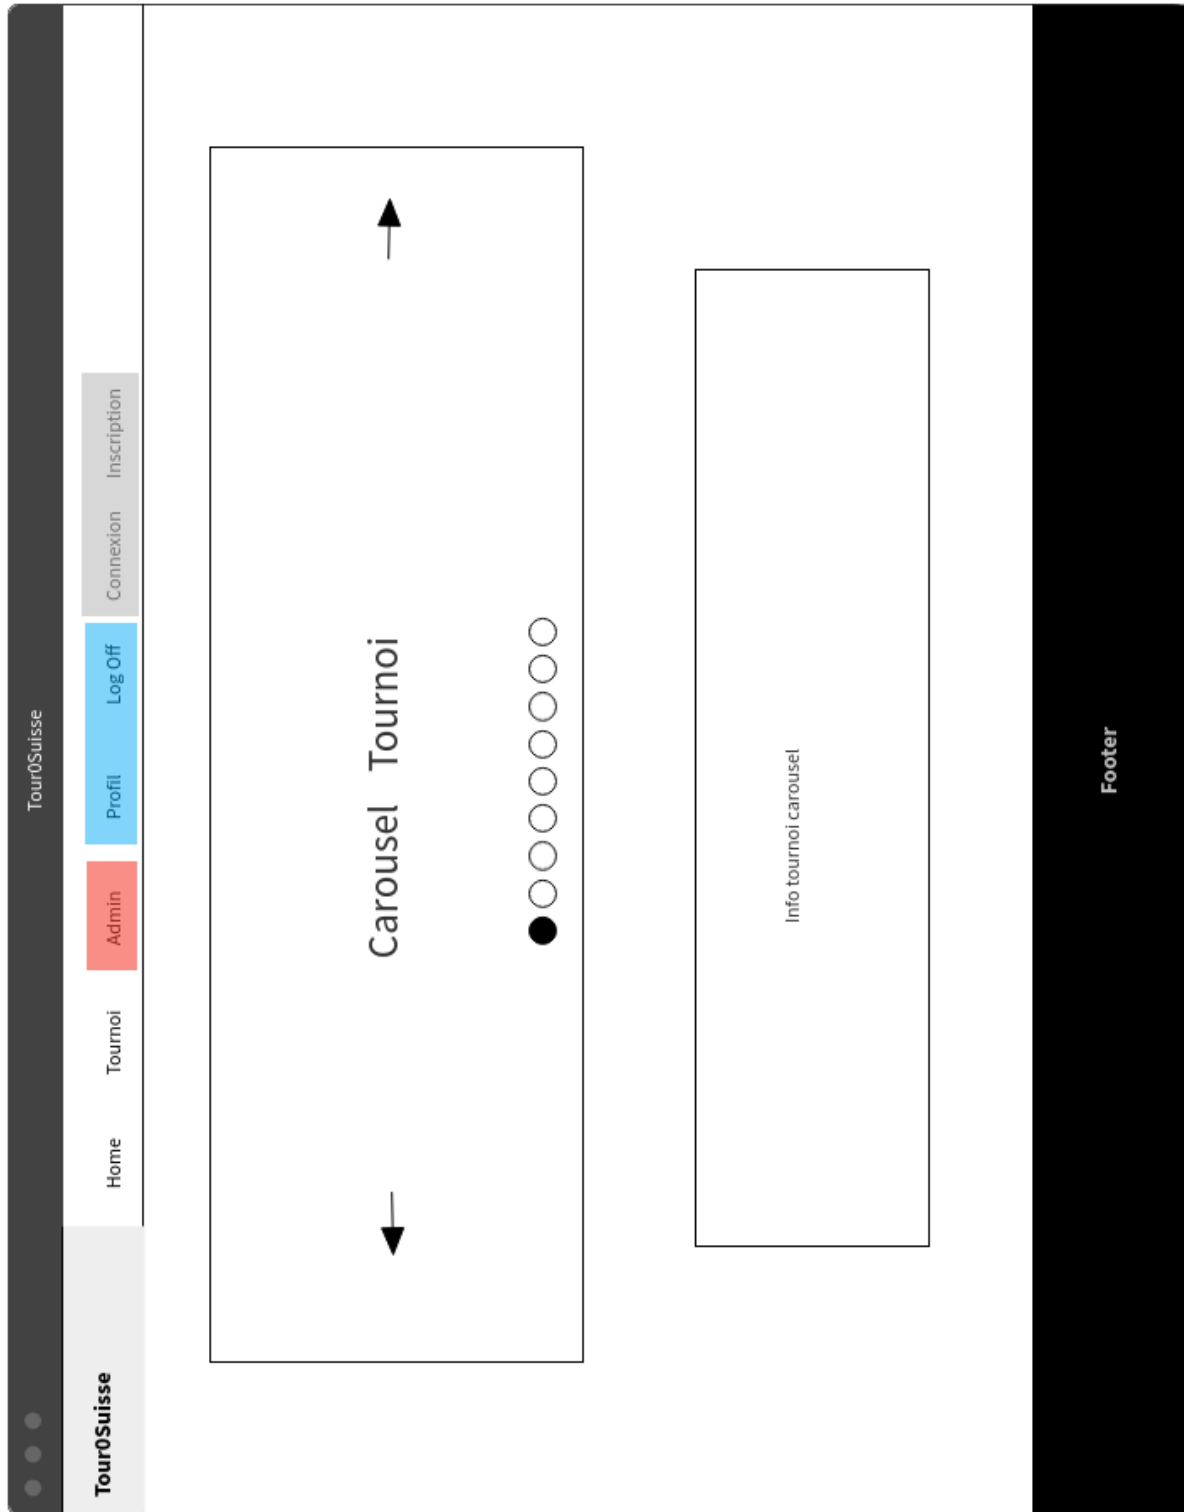 Tour0Suisse
Tour0Suisse Home Tournoi Admin Profil Log Off Connexion Inscription
Carousel Tournoi
Info tournoi carousel
Footer